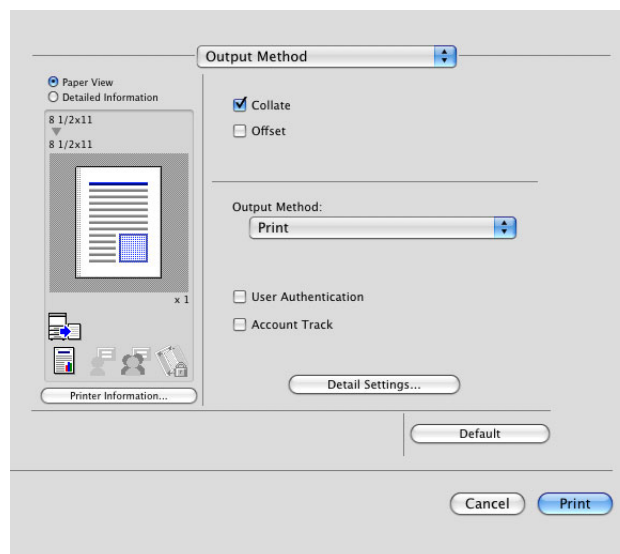 Output Method
Paper View
Detailed Information
8 1/2x11
8 1/2x11
x 1
Printer Information...
Collate
Offset
Output Method:
Print
User Authentication
Account Track
Detail Settings...
Default
Cancel
Print